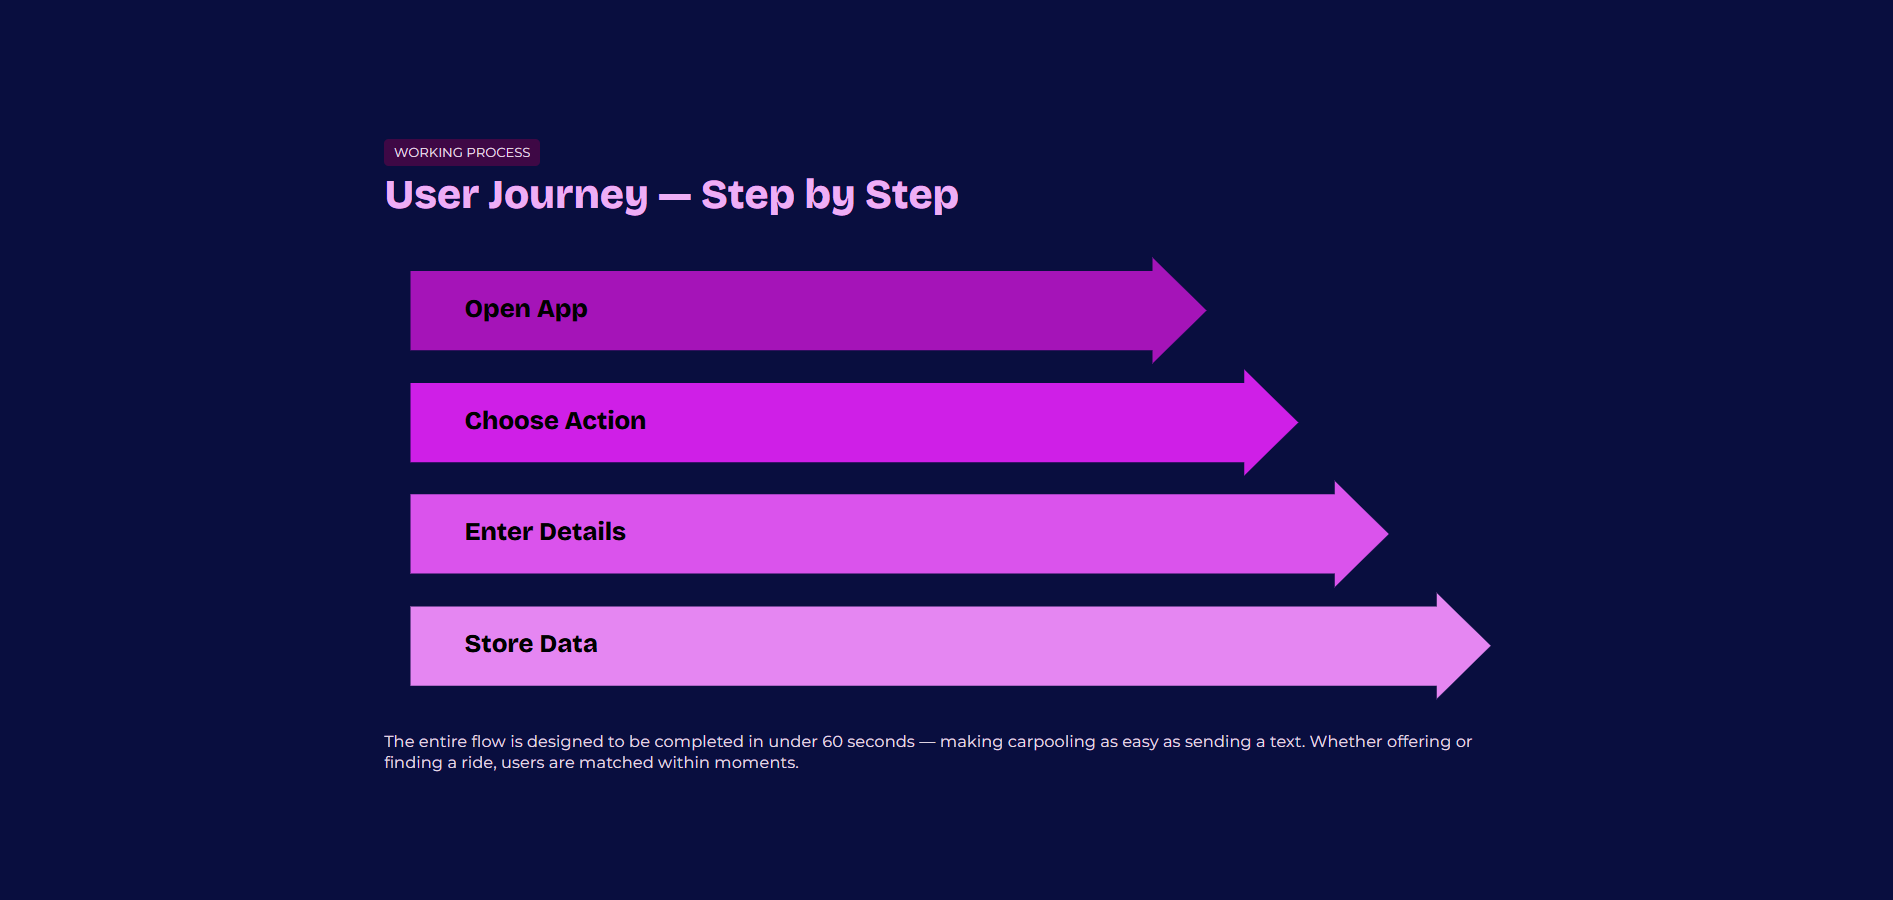 WORKING PROCESS
User Journey — Step by Step
Open App
Choose Action
Enter Details
Store Data
The entire flow is designed to be completed in under 60 seconds — making carpooling as easy as sending a text. Whether offering or
finding a ride, users are matched within moments.